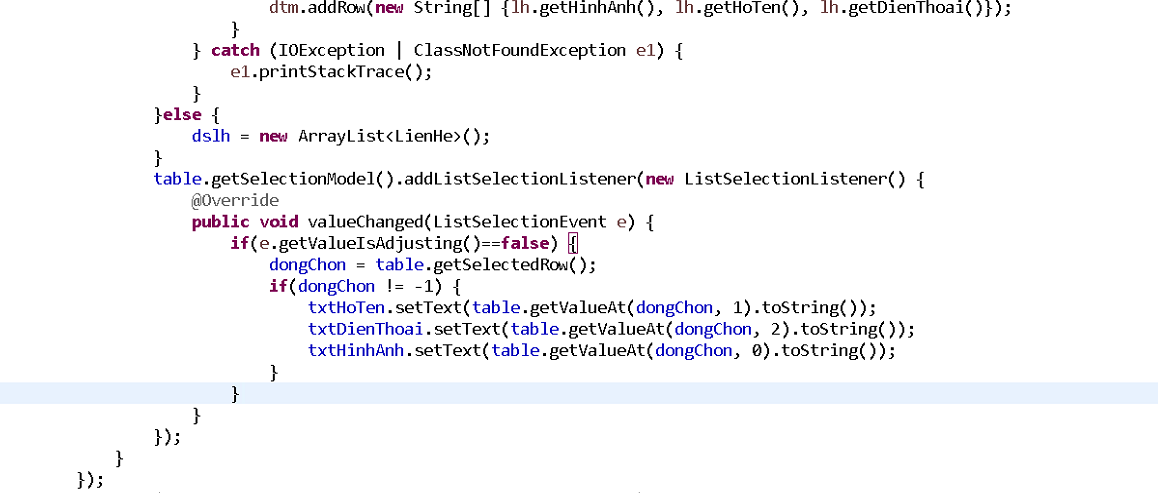 dtm.addRow(new String[] {lh.getHinhAnh(), lh.getHoTen(), lh.getDienThoai()});
}
} catch (IOException | ClassNotFoundException e1) {
e1.printStackTrace();
}
}else {
dslh = new ArrayList<LienHe>();
}
table.getSelectionModel().addListSelectionListener(new ListSelectionListener() {
@Override
public void valueChanged(ListSelectionEvent e) {
if(e.getValueIsAdjusting()==false) {
dongChon = table.getSelectedRow();
if(dongChon != -1) {
txtHoTen.setText(table.getValueAt(dongChon, 1).toString());
txtDienThoai.setText(table.getValueAt(dongChon, 2).toString());
txtHinhAnh.setText(table.getValueAt(dongChon, 0).toString());
}
}
}
});
}
});